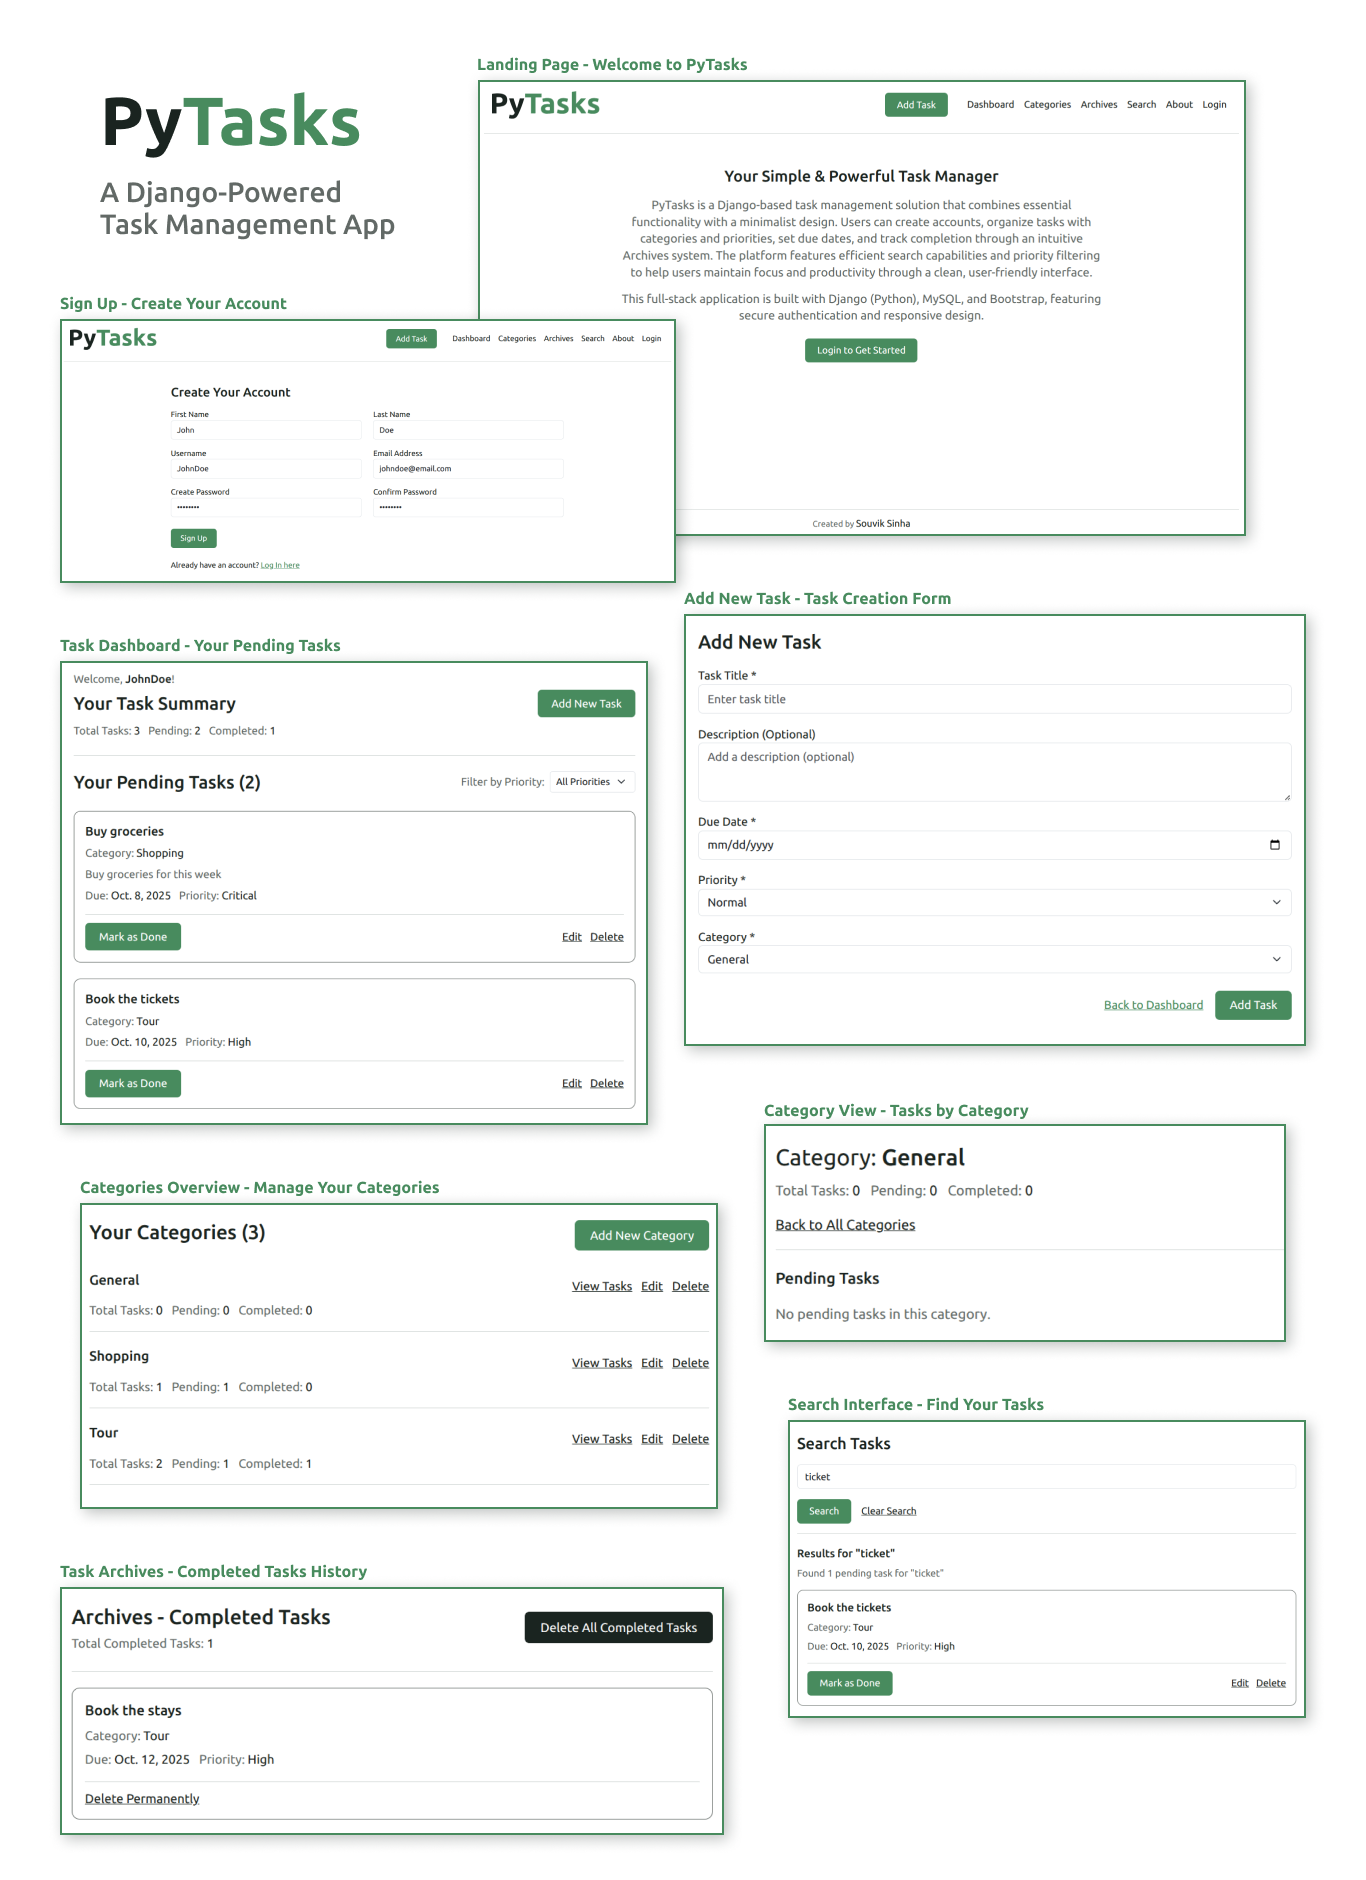 PyTasks
A Django-Powered
Task Management App
Landing Page - Welcome to PyTasks
PyTasks
Add Task Dashboard Categories Archives Search About Login
Your Simple & Powerful Task Manager
PyTasks is a Django-based task management solution that combines essential
functionality with a minimalist design. Users can create accounts, organize tasks with
categories and priorities, set due dates, and track completion through an intuitive
Archives system. The platform features efficient search capabilities and priority filtering
to help users maintain focus and productivity through a clean, user-friendly interface.
This full-stack application is built with Django (Python), MySQL, and Bootstrap, featuring
secure authentication and responsive design.
Login to Get Started
Created by Souvik Sinha
Sign Up - Create Your Account
PyTasks
Add Task Dashboard Categories Archives Search About Login
Create Your Account
First Name Last Name
John Doe
Username Email Address
JohnDoe johndoe@email.com
Create Password Confirm Password
•••••••• ••••••••
Sign Up
Already have an account? Log In here
Add New Task - Task Creation Form
Add New Task
Task Title *
Enter task title
Description (Optional)
Add a description (optional)
Due Date *
mm/dd/yyyy
Priority *
Normal
Category *
General
Back to Dashboard Add Task
Task Dashboard - Your Pending Tasks
Welcome, JohnDoe!
Your Task Summary
Add New Task
Total Tasks: 3 Pending: 2 Completed: 1
Your Pending Tasks (2)
Filter by Priority: All Priorities
Buy groceries
Category: Shopping
Buy groceries for this week
Due: Oct. 8, 2025 Priority: Critical
Mark as Done Edit Delete
Book the tickets
Category: Tour
Due: Oct. 10, 2025 Priority: High
Mark as Done Edit Delete
Category View - Tasks by Category
Category: General
Total Tasks: 0 Pending: 0 Completed: 0
Back to All Categories
Pending Tasks
No pending tasks in this category.
Categories Overview - Manage Your Categories
Your Categories (3)
Add New Category
General
View Tasks Edit Delete
Total Tasks: 0 Pending: 0 Completed: 0
Shopping
View Tasks Edit Delete
Total Tasks: 1 Pending: 1 Completed: 0
Tour
View Tasks Edit Delete
Total Tasks: 2 Pending: 1 Completed: 1
Search Interface - Find Your Tasks
Search Tasks
ticket
Search Clear Search
Results for "ticket"
Found 1 pending task for "ticket"
Book the tickets
Category: Tour
Due: Oct. 10, 2025 Priority: High
Mark as Done Edit Delete
Task Archives - Completed Tasks History
Archives - Completed Tasks
Delete All Completed Tasks
Total Completed Tasks: 1
Book the stays
Category: Tour
Due: Oct. 12, 2025 Priority: High
Delete Permanently